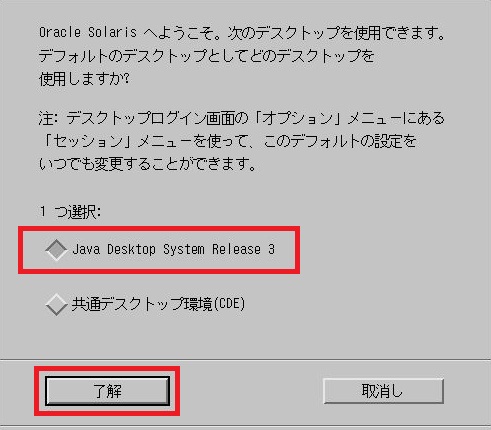 Oracle Solaris へようこそ。次のデスクトップを使用できます。
デフォルトのデスクトップとしてどのデスクトップを
使用しますか?
注: デスクトップログイン画面の「オプション」メニューにある
「セッション」メニューを使って、このデフォルトの設定を
いつでも変更することができます。
1 つ選択:
Java Desktop System Release 3
共通デスクトップ環境(CDE)
了解
取消し